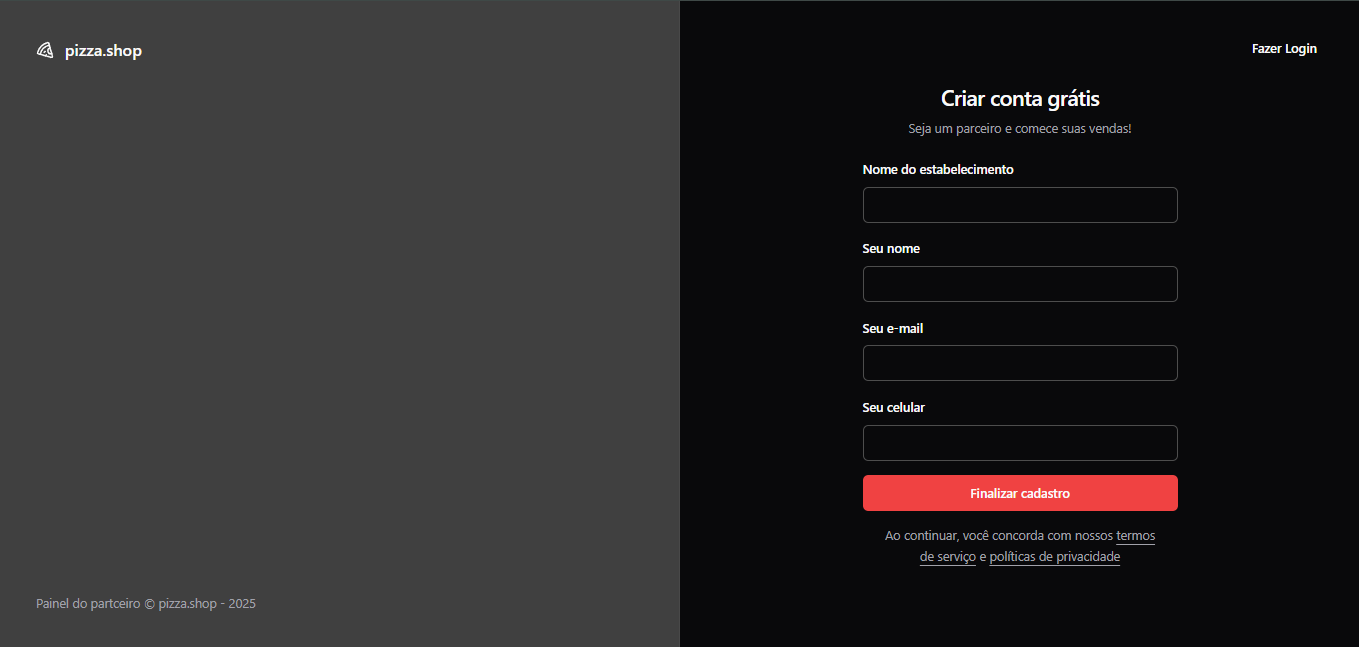 pizza.shop
Fazer Login
Criar conta grátis
Seja um parceiro e comece suas vendas!
Nome do estabelecimento
Seu nome
Seu e-mail
Seu celular
Finalizar cadastro
Ao continuar, você concorda com nossos termos
de serviço e políticas de privacidade
Painel do partceiro © pizza.shop - 2025